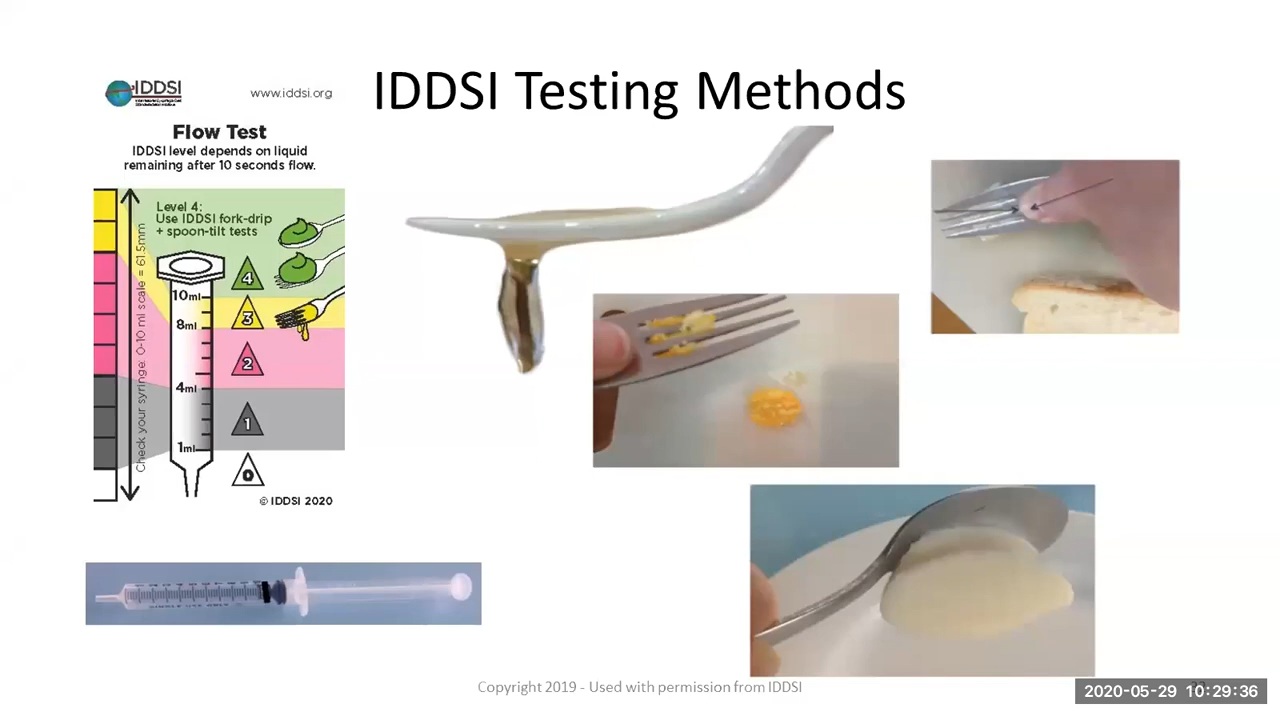 IDDSI Testing Methods
IDDSI
www.iddsi.org
Flow Test
IDDSI level depends on liquid
remaining after 10 seconds flow.
Level 4:
Use IDDSI fork-drip
+ spoon-tilt tests
Check your syringe: 0-10 ml scale = 61.5mm
10ml
8ml
4ml
1ml
4
3
2
1
0
© IDDSI 2020
Copyright 2019 - Used with permission from IDDSI
2020-05-29 10:29:36